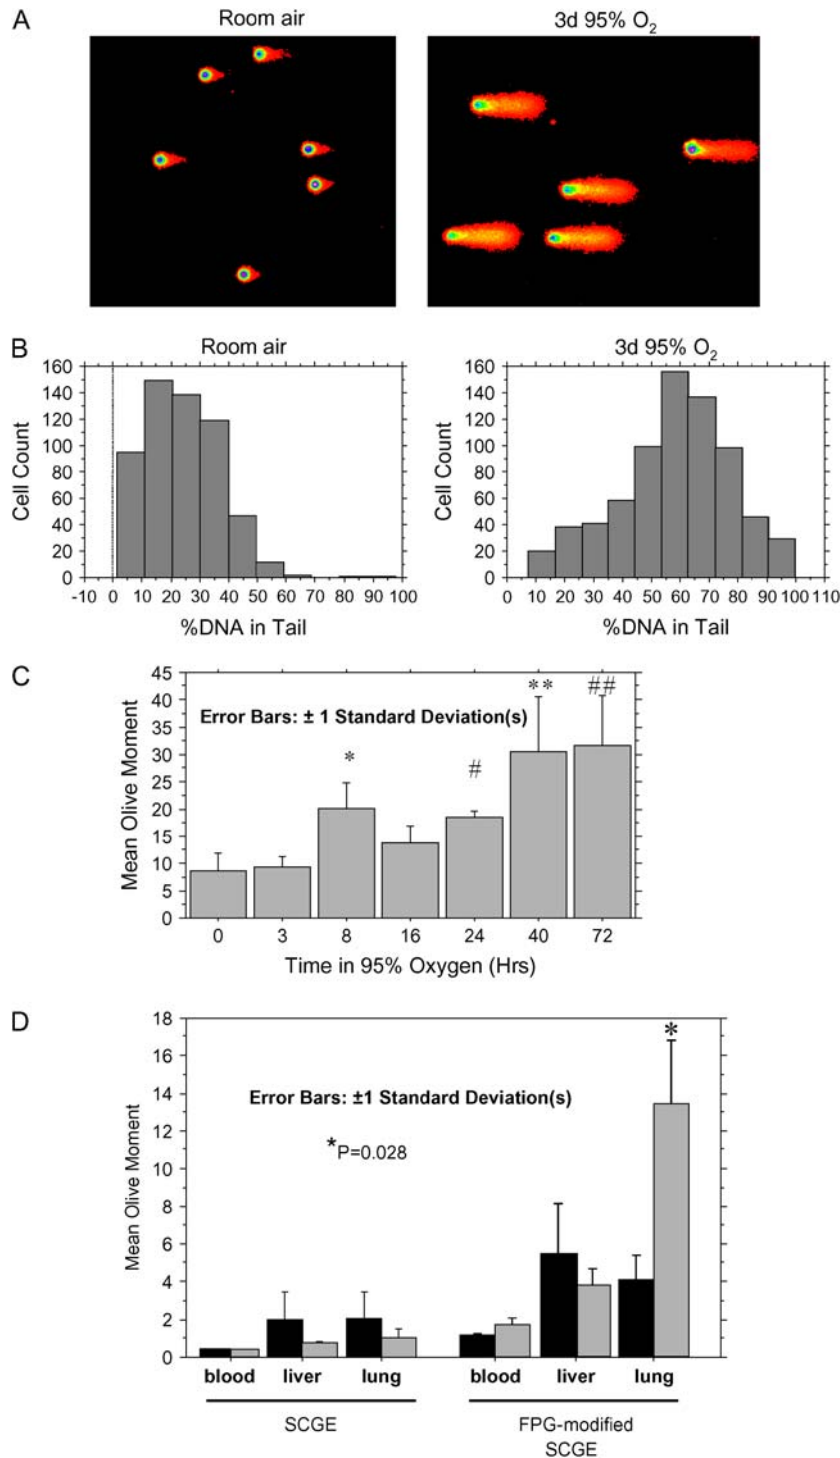 A
Room air
3d 95% O2
B
Room air
3d 95% O2
Cell Count
160
140
120
100
80
60
40
20
0
-10 0 10 20 30 40 50 60 70 80 90 100
%DNA in Tail
Cell Count
160
140
120
100
80
60
40
20
0
0 10 20 30 40 50 60 70 80 90 100 110
%DNA in Tail
C
Mean Olive Moment
45
40
35
30
25
20
15
10
5
0
Error Bars: ± 1 Standard Deviation(s)
*
#
**
##
0 3 8 16 24 40 72
Time in 95% Oxygen (Hrs)
D
Mean Olive Moment
18
16
14
12
10
8
6
4
2
0
*
Error Bars: ±1 Standard Deviation(s)
*P=0.028
blood liver lung blood liver lung
SCGE
FPG-modified
SCGE